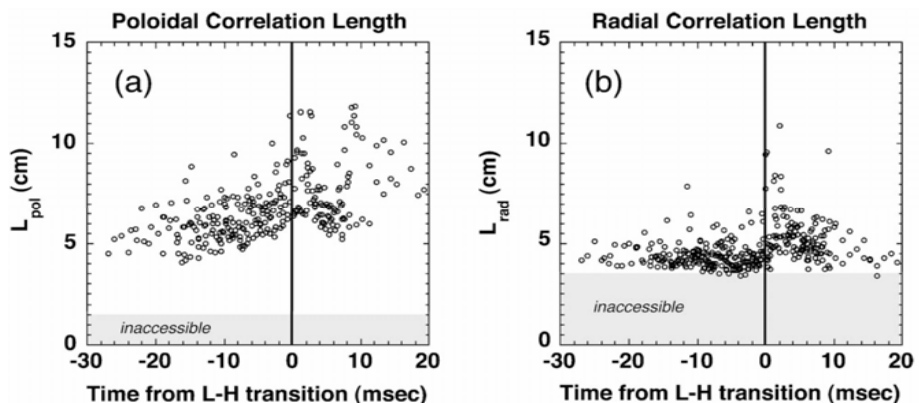 Poloidal Correlation Length
15
10
5
0
L_pol (cm)
(a)
inaccessible
-30 -20 -10 0 10 20
Time from L-H transition (msec)
Radial Correlation Length
15
10
5
0
L_rad (cm)
(b)
inaccessible
-30 -20 -10 0 10 20
Time from L-H transition (msec)